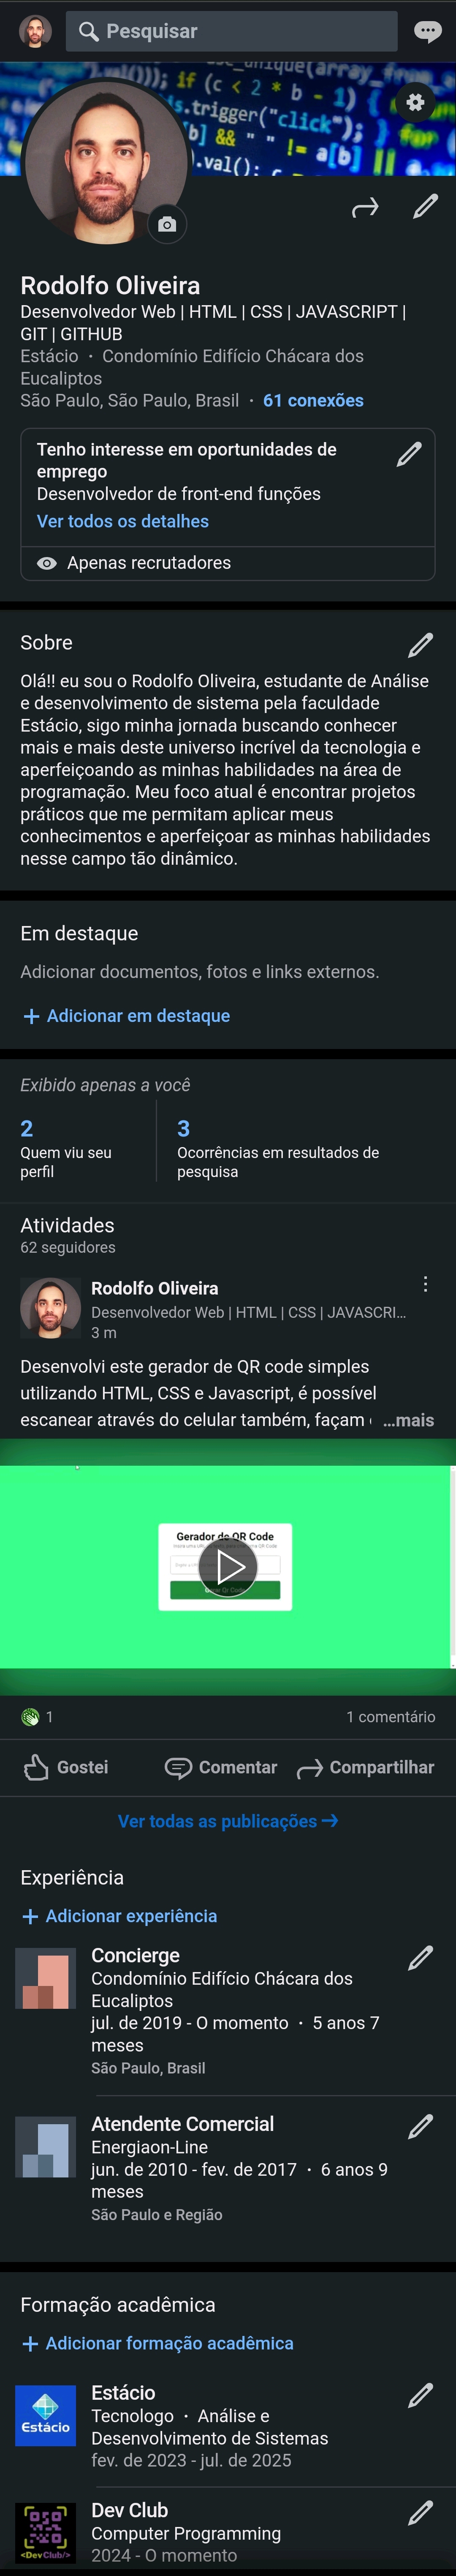 Pesquisar
_unique(array);
()))); if (c < 2 * b - 1)
.trigger("click");
b] && " " != a[b]
.val(); c
Rodolfo Oliveira
Desenvolvedor Web | HTML | CSS | JAVASCRIPT |
GIT | GITHUB
Estácio • Condomínio Edifício Chácara dos
Eucaliptos
São Paulo, São Paulo, Brasil • 61 conexões
Tenho interesse em oportunidades de
emprego
Desenvolvedor de front-end funções
Ver todos os detalhes
Apenas recrutadores
Sobre
Olá!! eu sou o Rodolfo Oliveira, estudante de Análise
e desenvolvimento de sistema pela faculdade
Estácio, sigo minha jornada buscando conhecer
mais e mais deste universo incrível da tecnologia e
aperfeiçoando as minhas habilidades na área de
programação. Meu foco atual é encontrar projetos
práticos que me permitam aplicar meus
conhecimentos e aperfeiçoar as minhas habilidades
nesse campo tão dinâmico.
Em destaque
Adicionar documentos, fotos e links externos.
+ Adicionar em destaque
Exibido apenas a você
2
Quem viu seu
perfil
3
Ocorrências em resultados de
pesquisa
Atividades
62 seguidores
Rodolfo Oliveira
Desenvolvedor Web | HTML | CSS | JAVASCRI...
3 m
Desenvolvi este gerador de QR code simples
utilizando HTML, CSS e Javascript, é possível
escanear através do celular também, façam ...mais
Gerador de QR Code
1
1 comentário
Gostei
Comentar
Compartilhar
Ver todas as publicações →
Experiência
+ Adicionar experiência
Concierge
Condomínio Edifício Chácara dos
Eucaliptos
jul. de 2019 - O momento • 5 anos 7
meses
São Paulo, Brasil
Atendente Comercial
Energiaon-Line
jun. de 2010 - fev. de 2017 • 6 anos 9
meses
São Paulo e Região
Formação acadêmica
+ Adicionar formação acadêmica
Estácio
Estácio
Tecnologo • Análise e
Desenvolvimento de Sistemas
fev. de 2023 - jul. de 2025
<DevClub/>
Dev Club
Computer Programming
2024 - O momento